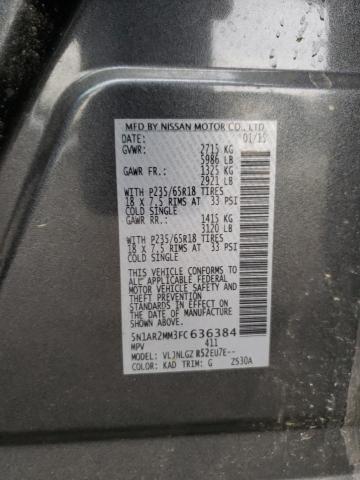 MFD BY NISSAN MOTOR CO., LTD
DATE: 01/15
GVWR: 2715 KG
5986 LB
GAWR FR: 1325 KG
2921 LB
WITH P235/65R18 TIRES
18 X 7.5 RIMS AT 33 PSI
COLD SINGLE
GAWR RR: 1415 KG
3120 LB
WITH P235/65R18 TIRES
18 X 7.5 RIMS AT 33 PSI
COLD SINGLE
THIS VEHICLE CONFORMS
TO ALL APPLICABLE FEDERAL
MOTOR VEHICLE SAFETY AND
STANDARDS IN EFFECT ON
THE DATE OF MANUFACTURE
SHOWN ABOVE.
5N1AR2MM3FC636384
MPV 411
MODEL:
COLOR: KAD TRIM: G ZS30A